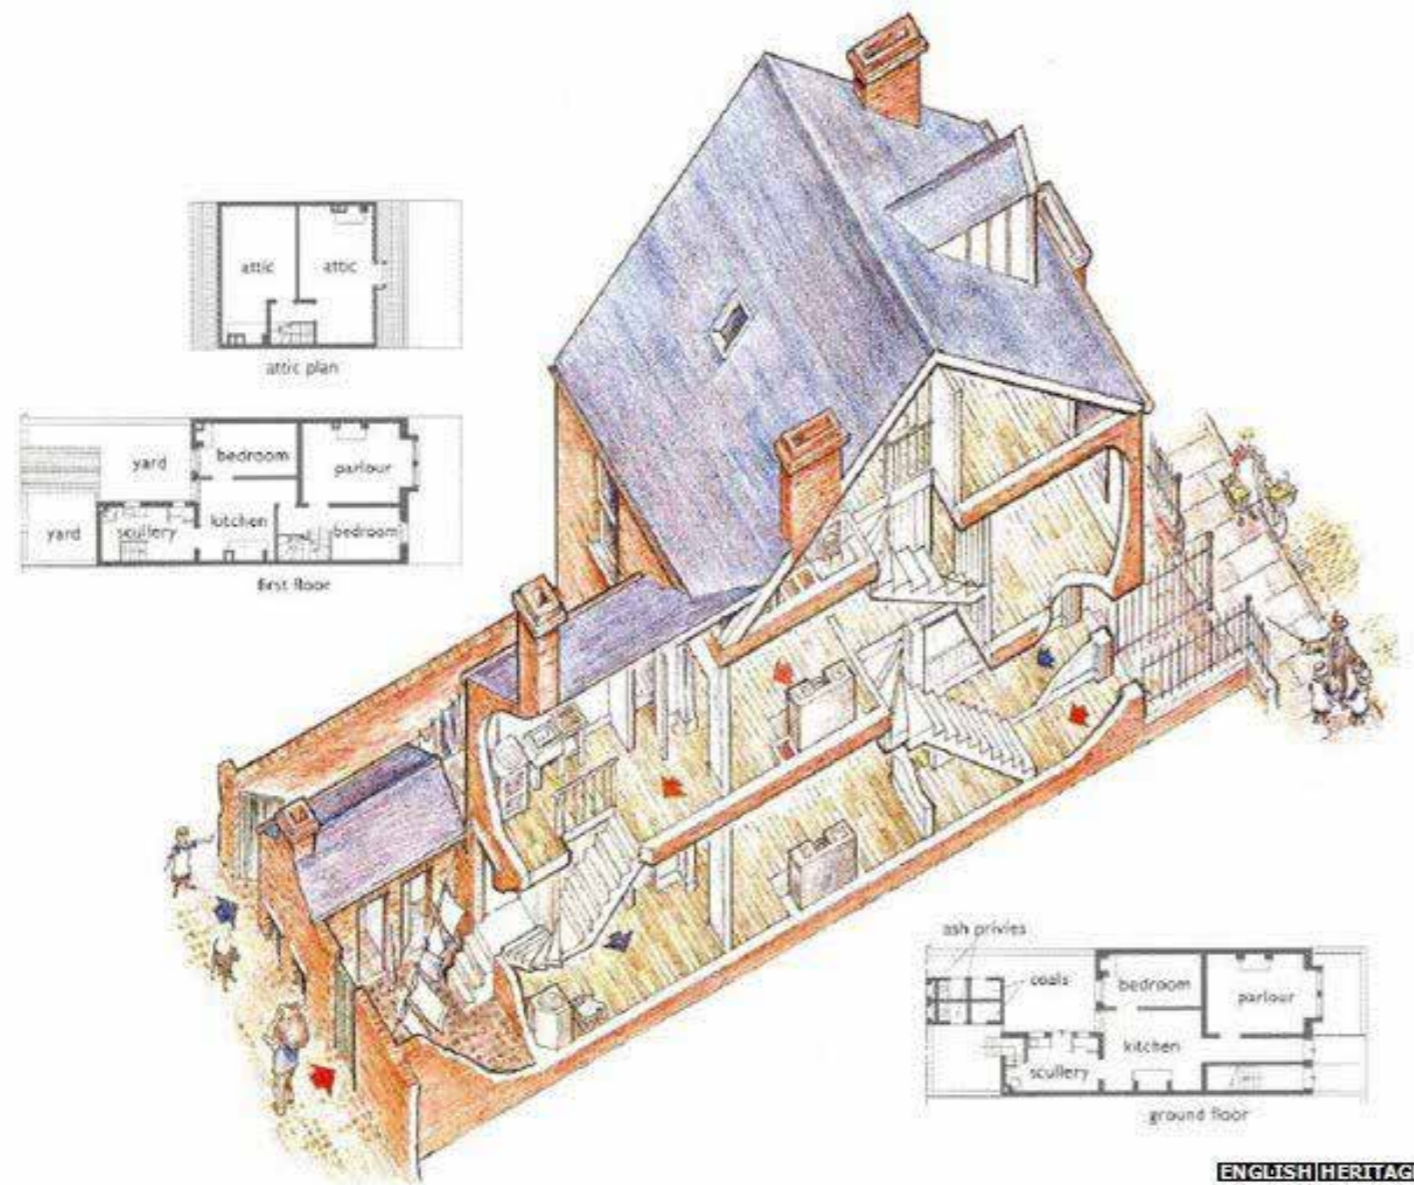 attic
attic
attic plan
yard
bedroom
parlour
yard
scullery
kitchen
bedroom
first floor
ash privies
coals
bedroom
parlour
kitchen
scullery
ground floor
ENGLISH HERITAG